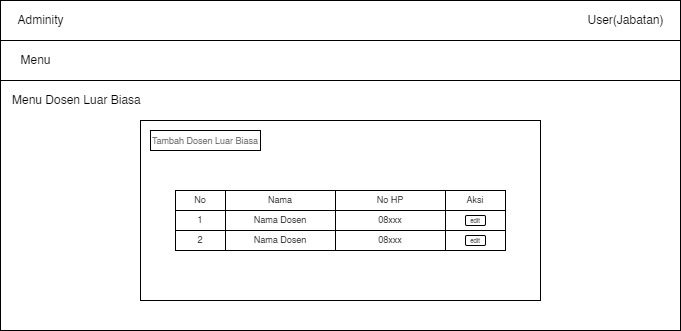 Adminity User(Jabatan)
Menu
Menu Dosen Luar Biasa
Tambah Dosen Luar Biasa
No Nama No HP Aksi
1 Nama Dosen 08xxx edit
2 Nama Dosen 08xxx edit